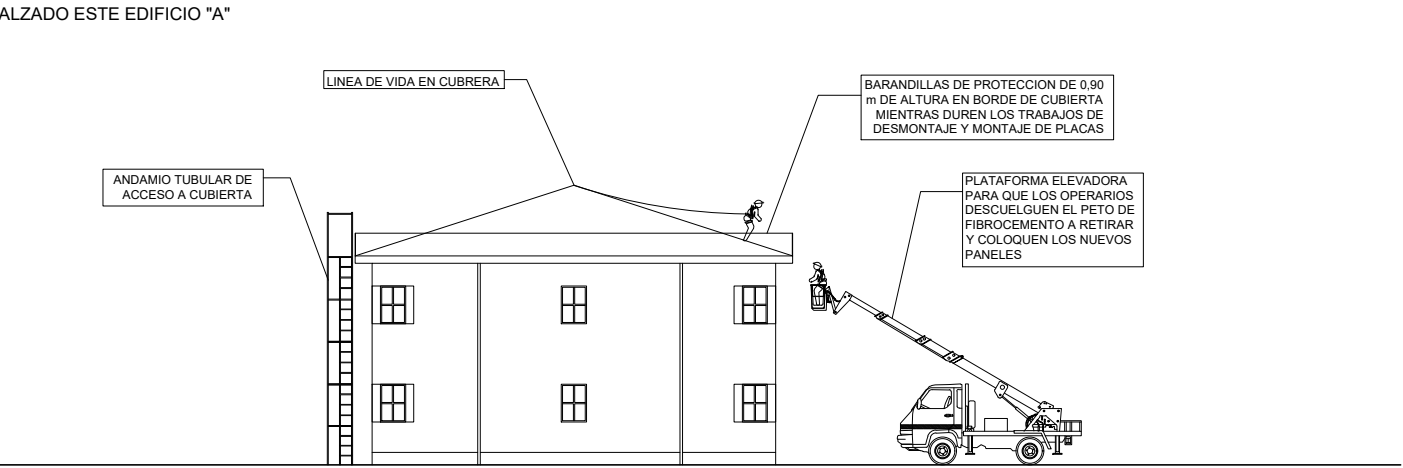 ALZADO ESTE EDIFICIO "A"
LINEA DE VIDA EN CUBRERA
BARANDILLAS DE PROTECCION DE 0,90
m DE ALTURA EN BORDE DE CUBIERTA
MIENTRAS DUREN LOS TRABAJOS DE
DESMONTAJE Y MONTAJE DE PLACAS
ANDAMIO TUBULAR DE
ACCESO A CUBIERTA
PLATAFORMA ELEVADORA
PARA QUE LOS OPERARIOS
DESCUELGUEN EL PETO DE
FIBROCEMENTO A RETIRAR
Y COLOQUEN LOS NUEVOS
PANELES